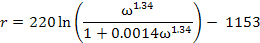 r = 220 ln ( ω^1.34 / (1 + 0.0014ω^1.34) ) − 1153